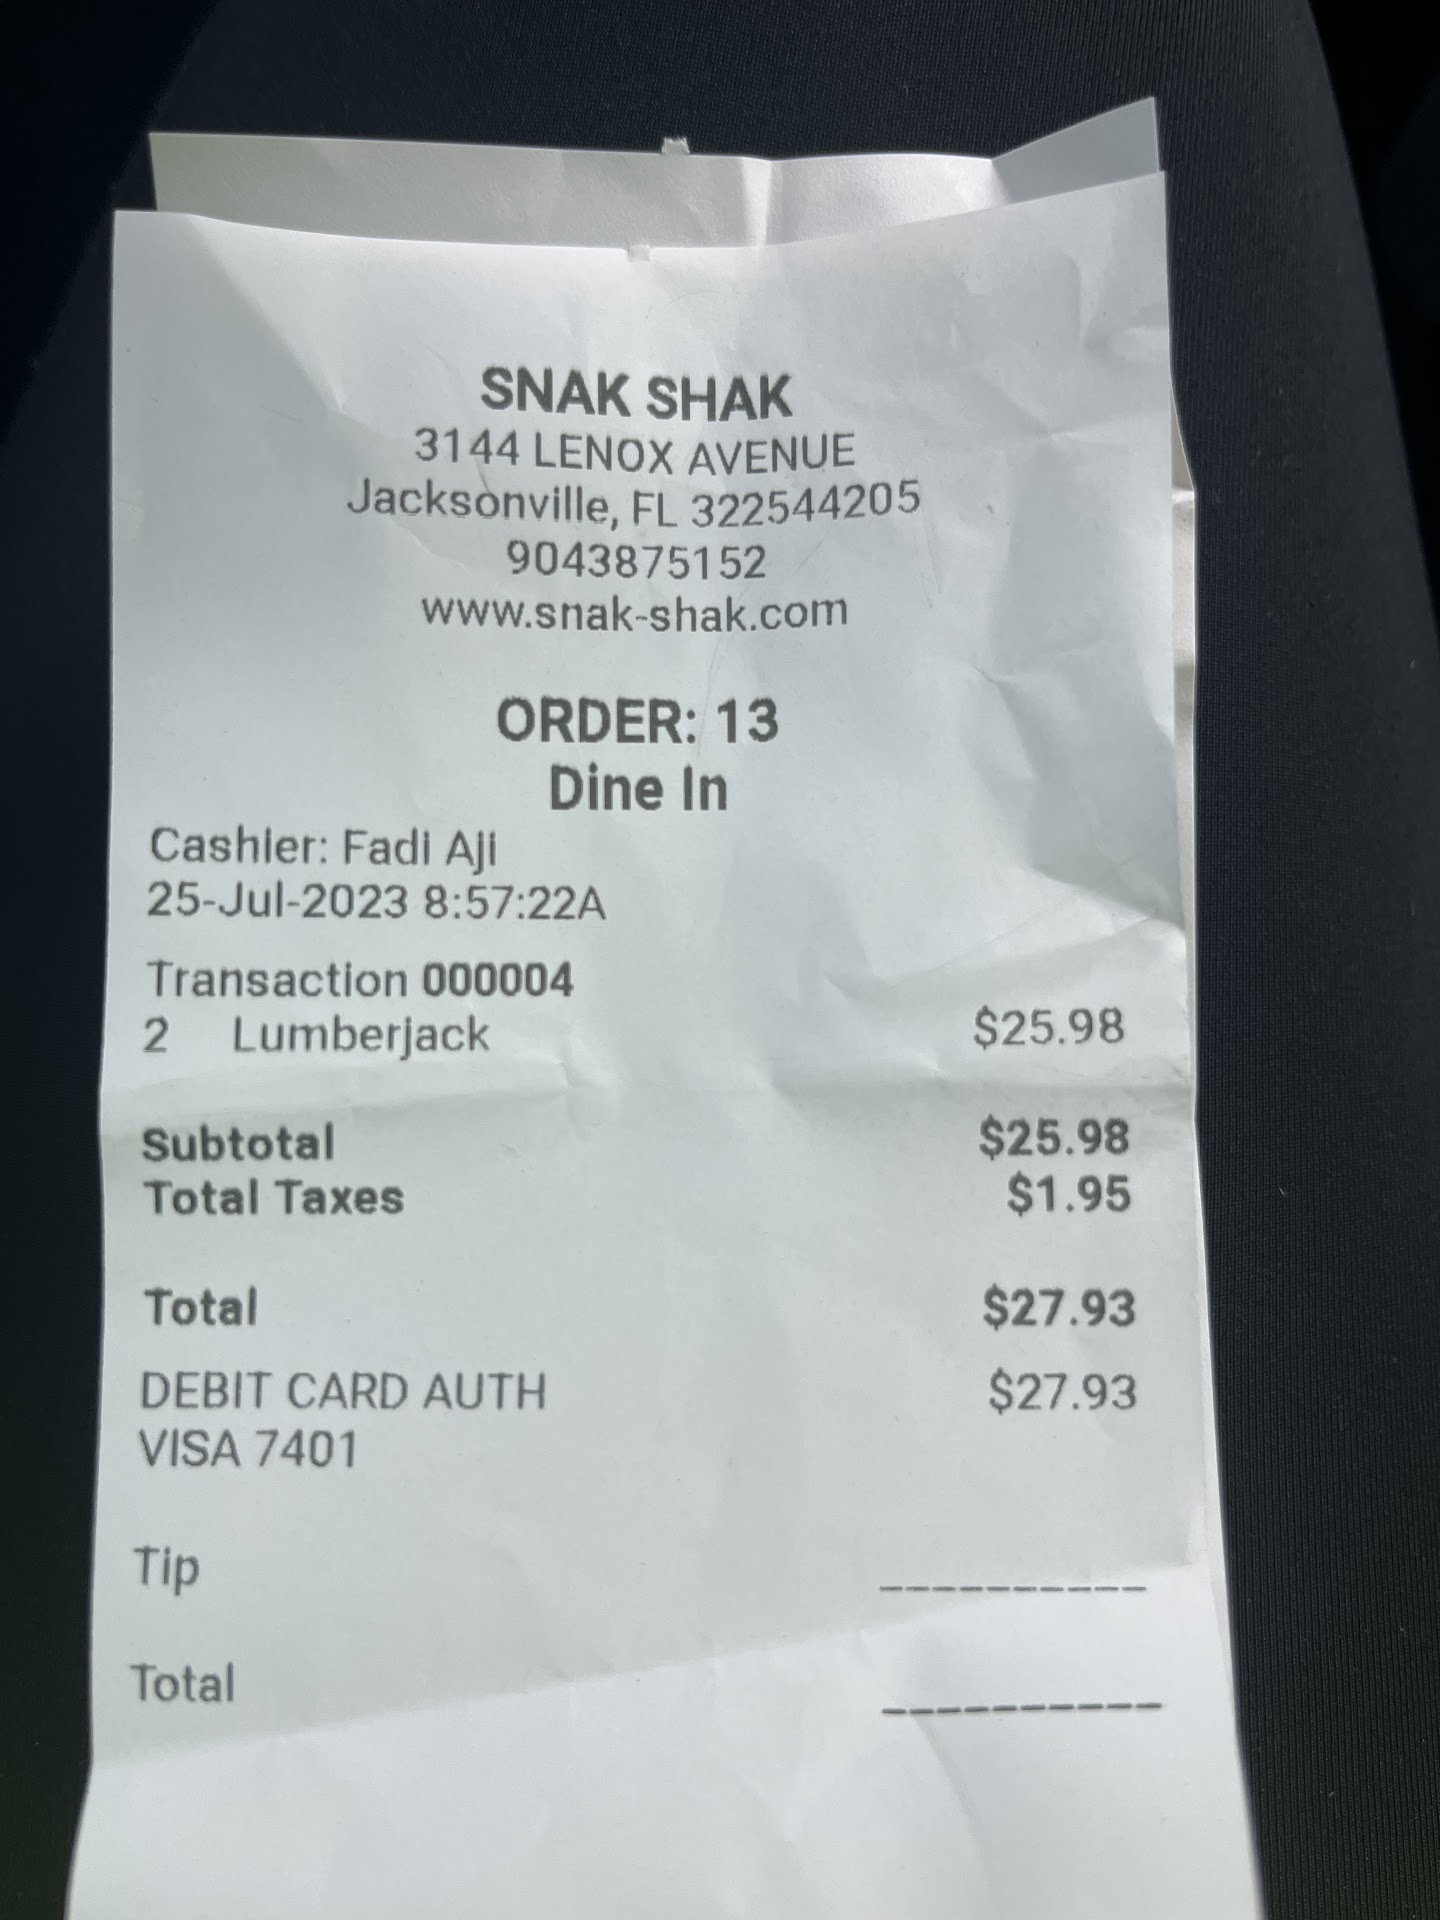 SNAK SHAK
3144 LENOX AVENUE
Jacksonville, FL 322544205
9043875152
www.snak-shak.com
ORDER: 13
Dine In
Cashier: Fadi Aji
25-Jul-2023 8:57:22A
Transaction 000004
2 Lumberjack $25.98
Subtotal $25.98
Total Taxes $1.95
Total $27.93
DEBIT CARD AUTH $27.93
VISA 7401
Tip __________
Total __________